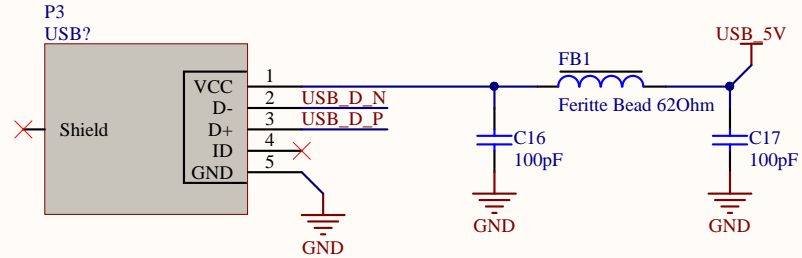 P3
USB?
VCC 1
D- 2 USB_D_N
D+ 3 USB_D_P
ID 4
GND 5
Shield
GND
FB1
Feritte Bead 62Ohm
USB_5V
C16
100pF
GND
C17
100pF
GND